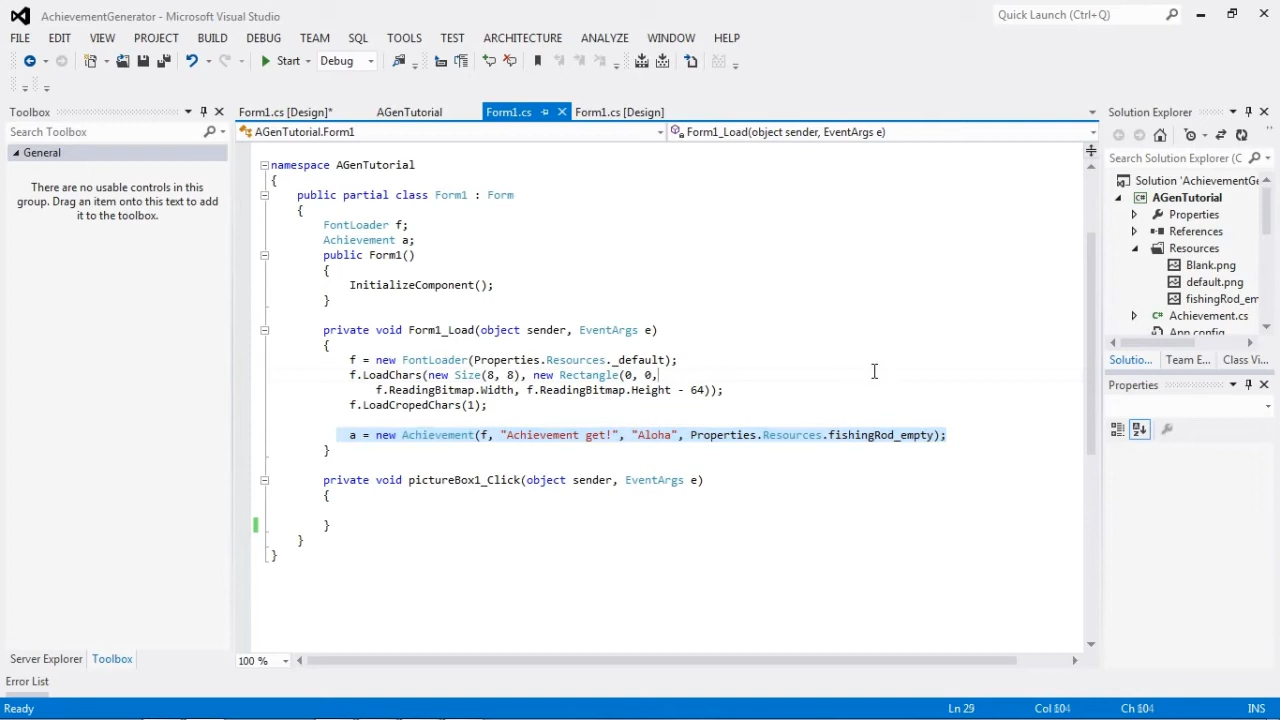 AchievementGenerator - Microsoft Visual Studio
Quick Launch (Ctrl+Q)
FILE EDIT VIEW PROJECT BUILD DEBUG TEAM SQL TOOLS TEST ARCHITECTURE ANALYZE WINDOW HELP
Start Debug
Toolbox
Form1.cs [Design]* AGenTutorial Form1.cs Form1.cs [Design]
Solution Explorer
Search Toolbox
AGenTutorial.Form1
Form1_Load(object sender, EventArgs e)
General
Search Solution Explorer (C
There are no usable controls in this
group. Drag an item onto this text to add
it to the toolbox.
namespace AGenTutorial
{
public partial class Form1 : Form
{
FontLoader f;
Achievement a;
public Form1()
{
InitializeComponent();
}
private void Form1_Load(object sender, EventArgs e)
{
f = new FontLoader(Properties.Resources._default);
f.LoadChars(new Size(8, 8), new Rectangle(0, 0,
f.ReadingBitmap.Width, f.ReadingBitmap.Height - 64));
f.LoadCropedChars(1);
a = new Achievement(f, "Achievement get!", "Aloha", Properties.Resources.fishingRod_empty);
}
private void pictureBox1_Click(object sender, EventArgs e)
{
}
}
}
Solution 'AchievementGe
AGenTutorial
Properties
References
Resources
Blank.png
default.png
fishingRod_em
Achievement.cs
App.config
Solutio... Team E... Class Vi...
Properties
Server Explorer Toolbox
100 %
Error List
Ready
Ln 29 Col 104 Ch 104 INS